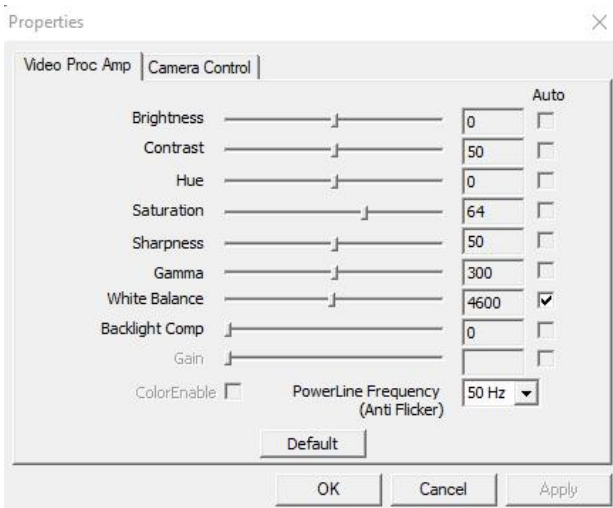 Properties
Video Proc Amp Camera Control
Auto
Brightness 0
Contrast 50
Hue 0
Saturation 64
Sharpness 50
Gamma 300
White Balance 4600
Backlight Comp 0
Gain
ColorEnable PowerLine Frequency 50 Hz
(Anti Flicker)
Default
OK Cancel Apply